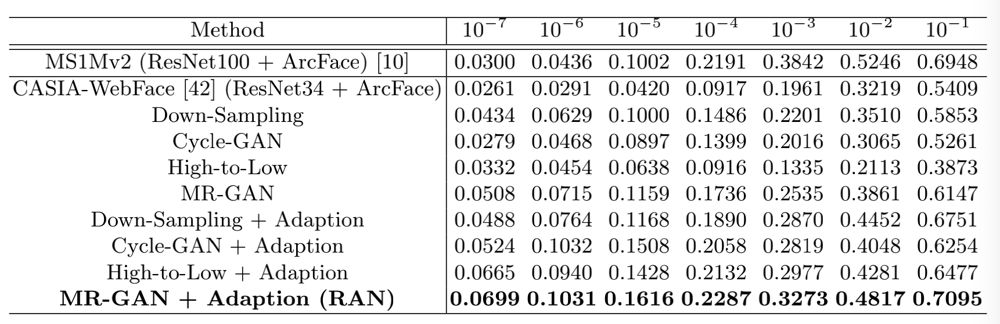 Method 10⁻⁷ 10⁻⁶ 10⁻⁵ 10⁻⁴ 10⁻³ 10⁻² 10⁻¹
MS1Mv2 (ResNet100 + ArcFace) [10] 0.0300 0.0436 0.1002 0.2191 0.3842 0.5246 0.6948
CASIA-WebFace [42] (ResNet34 + ArcFace) 0.0261 0.0291 0.0420 0.0917 0.1961 0.3219 0.5409
Down-Sampling 0.0434 0.0629 0.1000 0.1486 0.2201 0.3510 0.5853
Cycle-GAN 0.0279 0.0468 0.0897 0.1399 0.2016 0.3065 0.5261
High-to-Low 0.0332 0.0454 0.0638 0.0916 0.1335 0.2113 0.3873
MR-GAN 0.0508 0.0715 0.1159 0.1736 0.2535 0.3861 0.6147
Down-Sampling + Adaption 0.0488 0.0764 0.1168 0.1890 0.2870 0.4452 0.6751
Cycle-GAN + Adaption 0.0524 0.1032 0.1508 0.2058 0.2819 0.4048 0.6254
High-to-Low + Adaption 0.0665 0.0940 0.1428 0.2132 0.2977 0.4281 0.6477
MR-GAN + Adaption (RAN) 0.0699 0.1031 0.1616 0.2287 0.3273 0.4817 0.7095